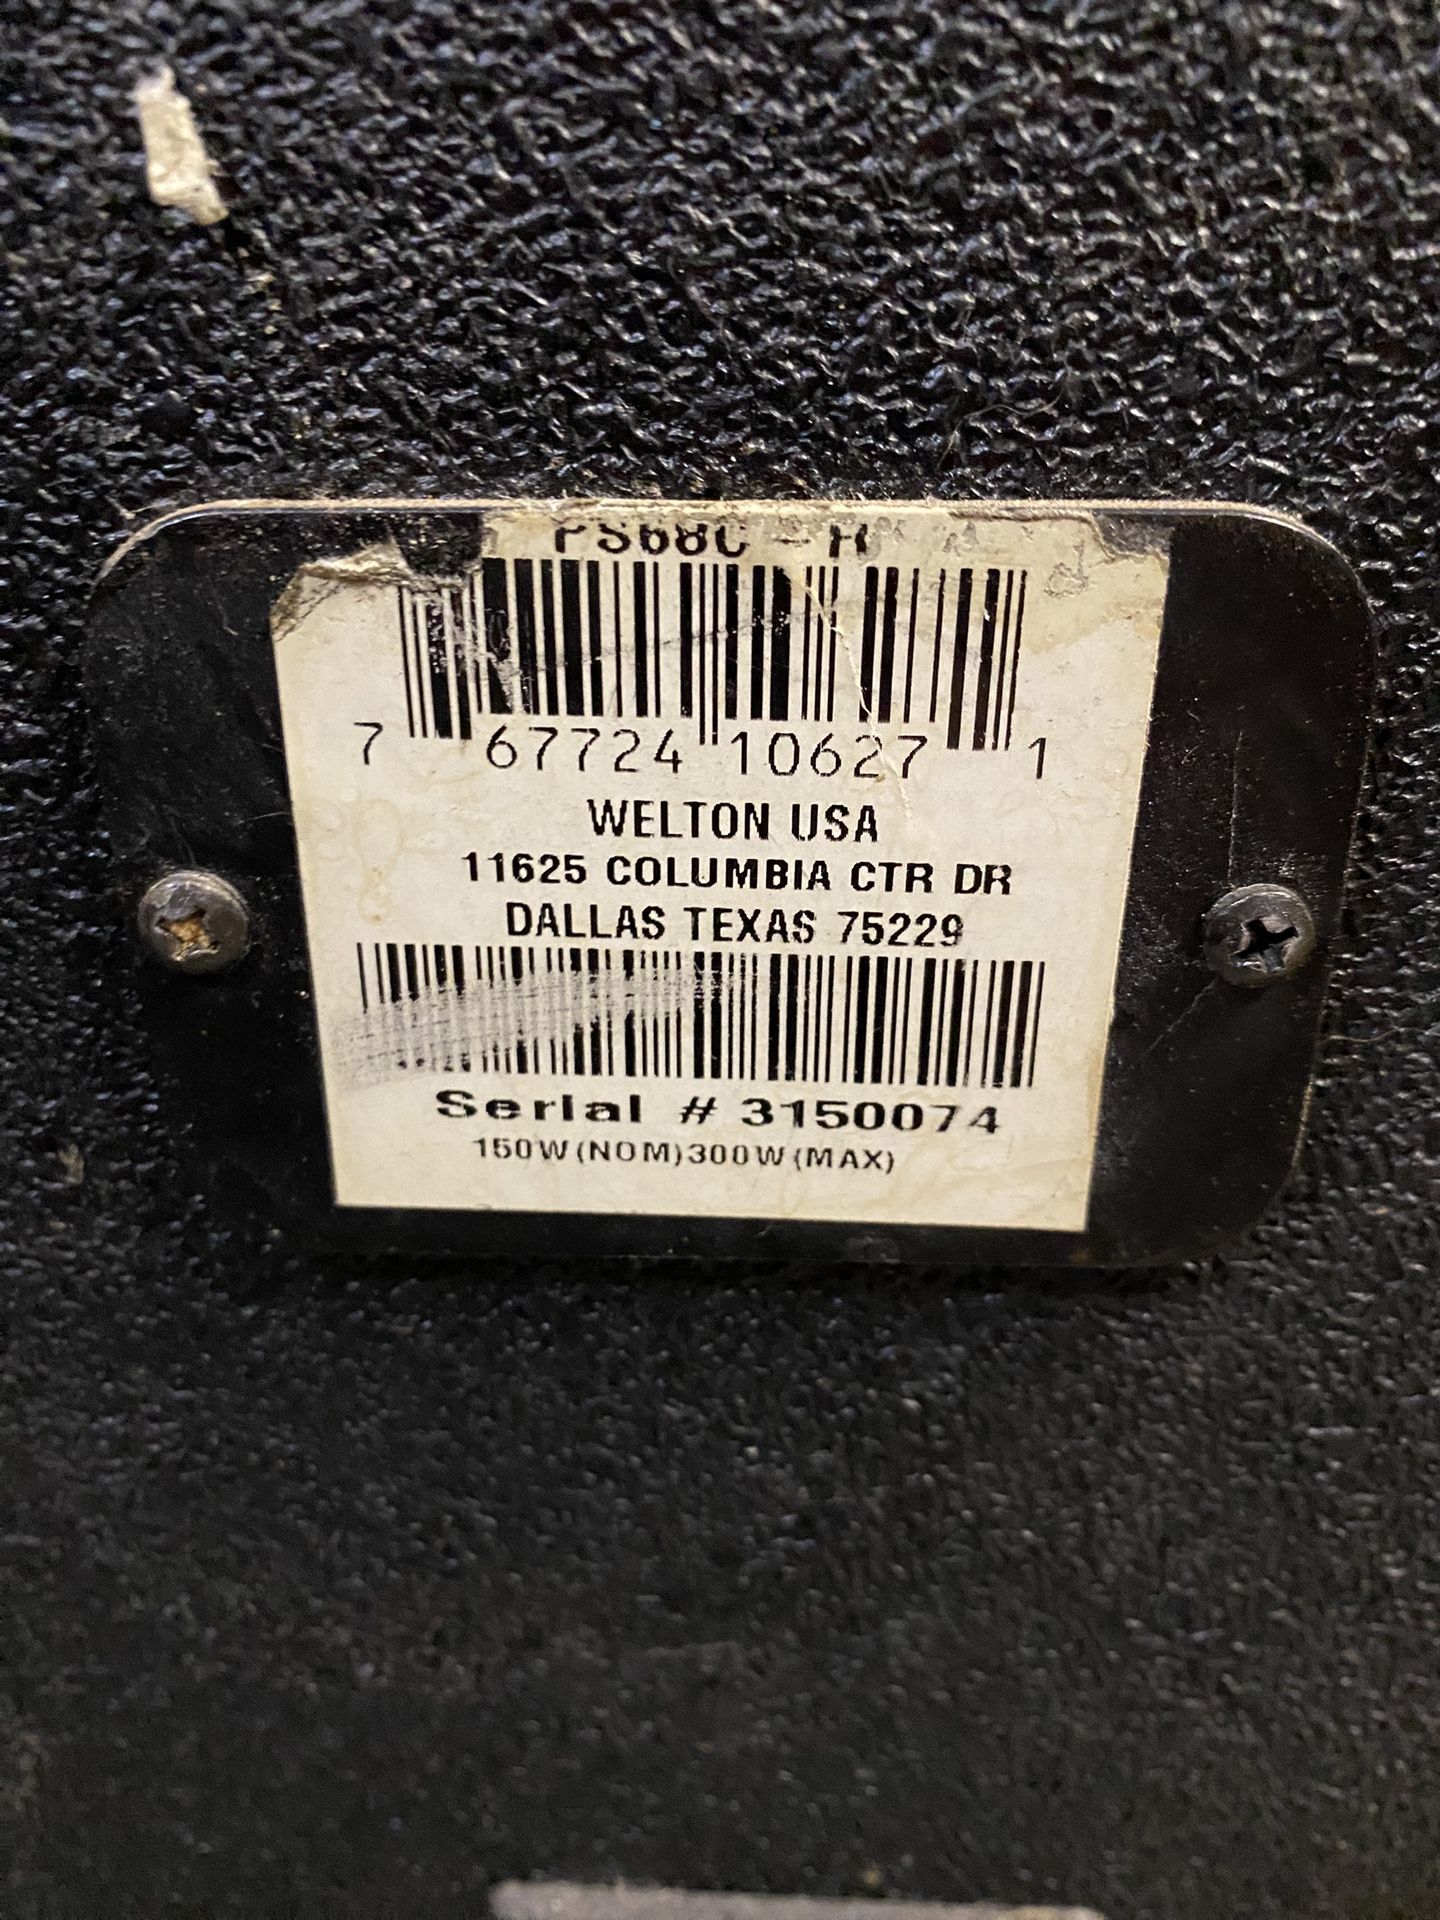 PS68C - H
7 67724 10627 1
WELTON USA
11625 COLUMBIA CTR DR
DALLAS TEXAS 75229
Serial # 3150074
150W(NOM)300W(MAX)